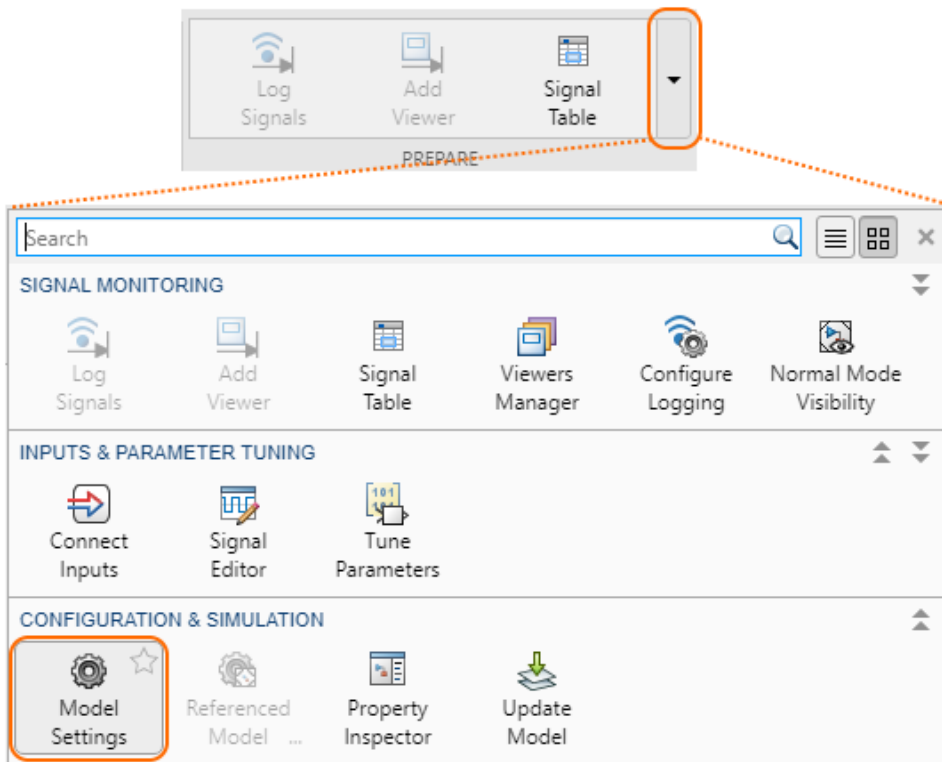 Log Add Signal
Signals Viewer Table
PREPARE
Search
SIGNAL MONITORING
Log Add Signal Viewers Configure Normal Mode
Signals Viewer Table Manager Logging Visibility
INPUTS & PARAMETER TUNING
Connect Signal Tune
Inputs Editor Parameters
CONFIGURATION & SIMULATION
Model Referenced Property Update
Settings Model ... Inspector Model